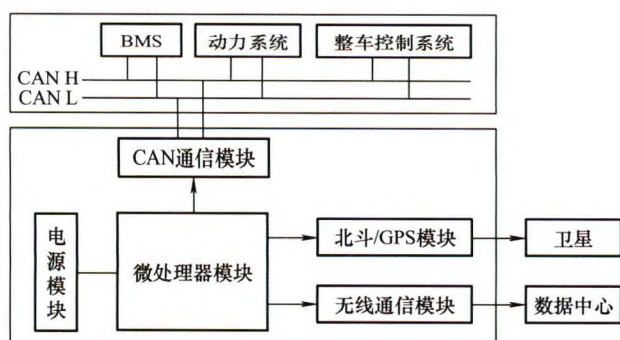 BMS
动力系统
整车控制系统
CAN H
CAN L
CAN通信模块
电源模块
微处理器模块
北斗/GPS模块
卫星
无线通信模块
数据中心